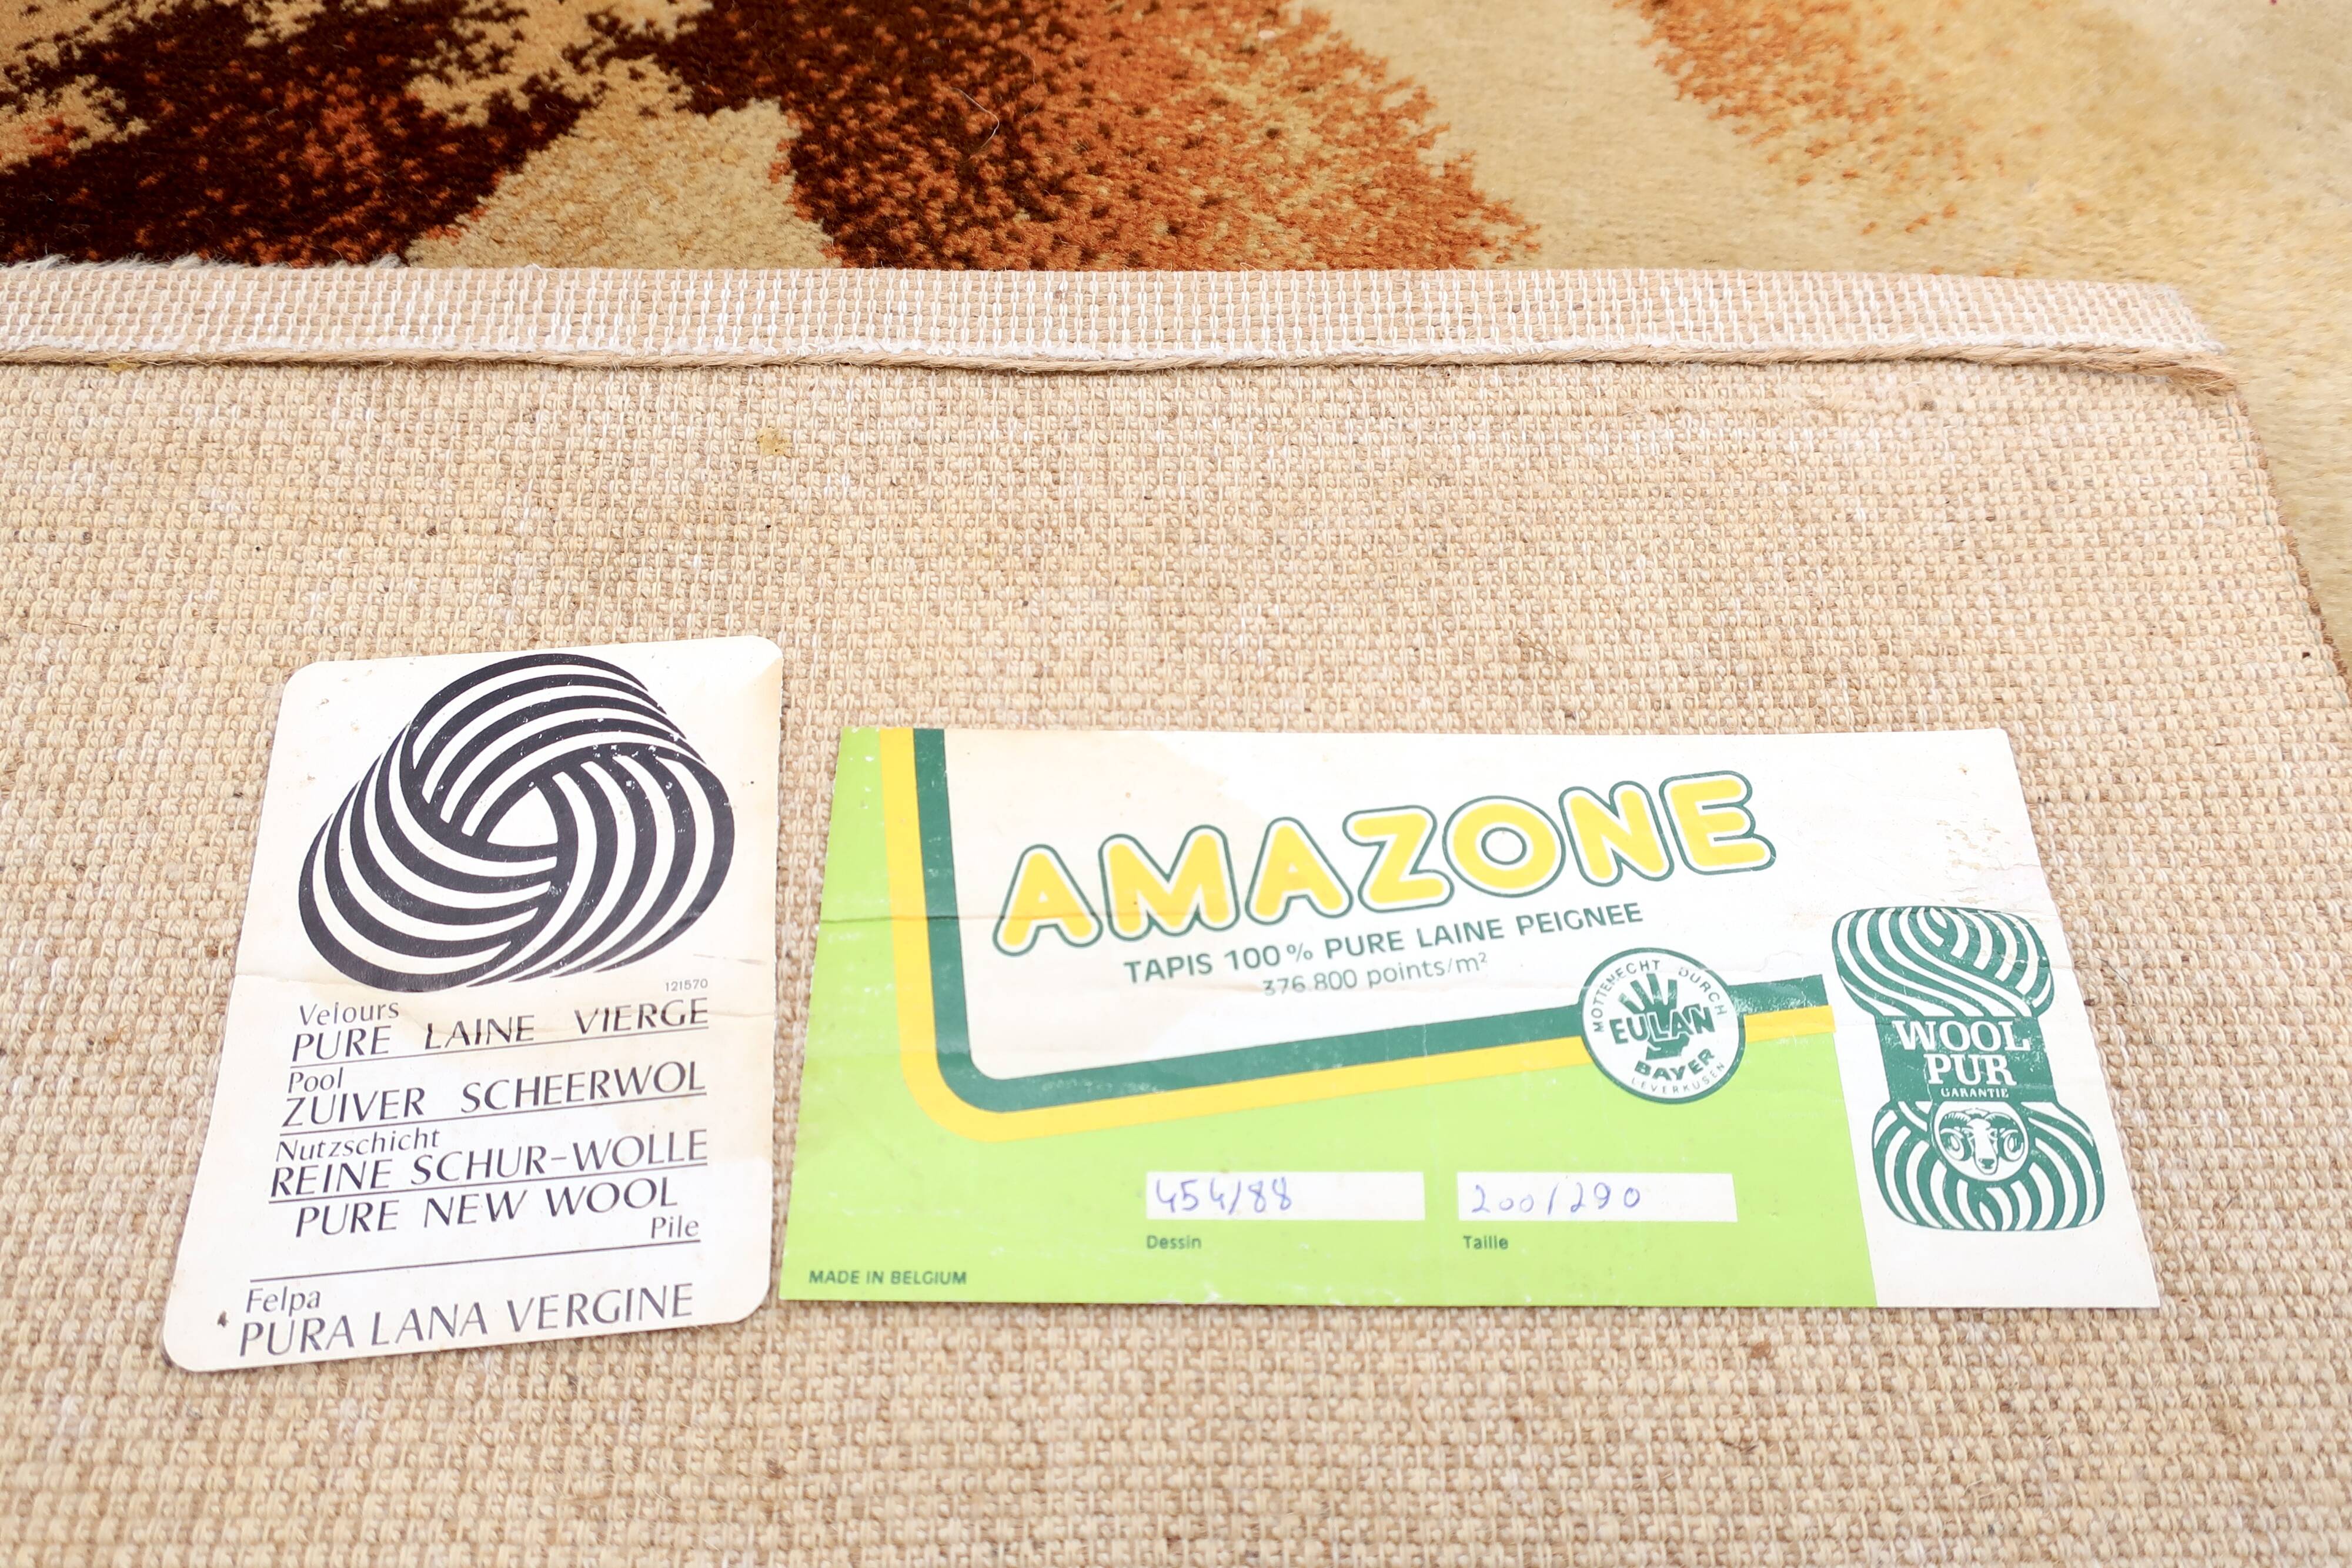 121570
Velours
PURE LAINE VIERGE
Pool
ZUIVER SCHEERWOL
Nutzschicht
REINE SCHUR-WOLLE
PURE NEW WOOL
Pile
Felpa
PURA LANA VERGINE
AMAZONE
TAPIS 100% PURE LAINE PEIGNEE
376.800 points/m²
MOTTENECHT DURCH
EULAN
BAYER
LEVERKUSEN
WOOL
PUR
GARANTIE
454/88
200/290
Dessin
Taille
MADE IN BELGIUM